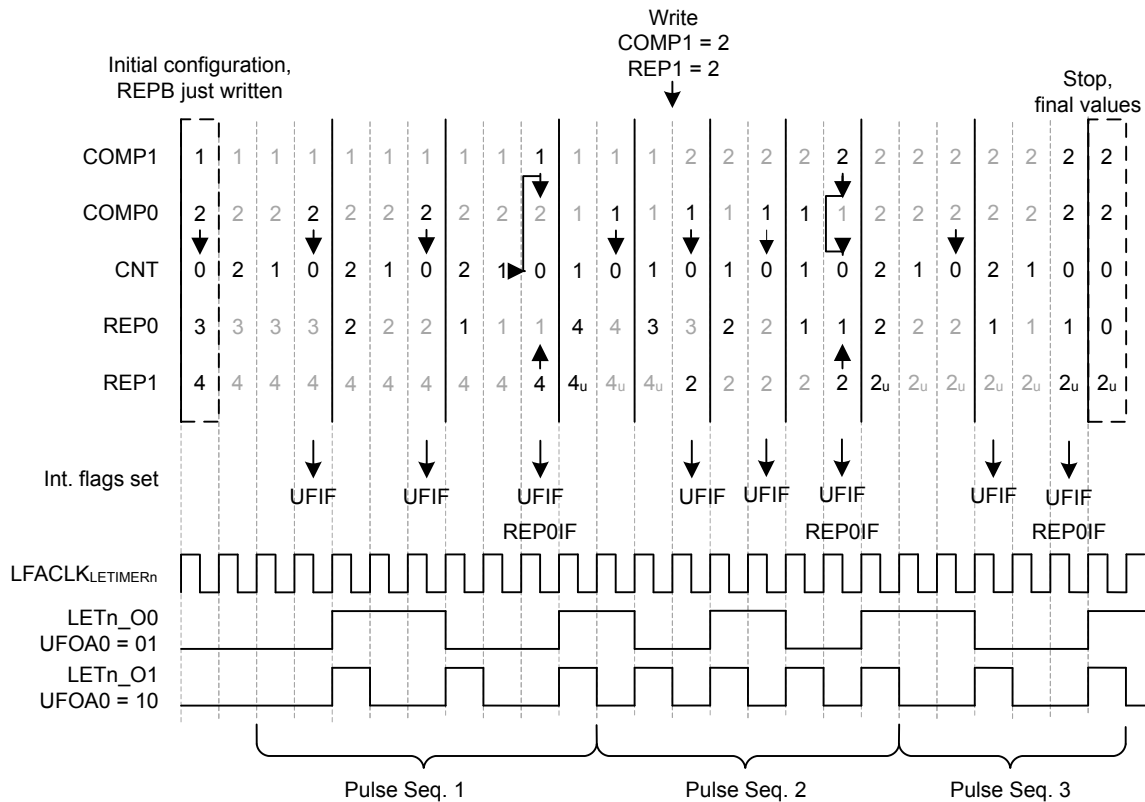 Write
COMP1 = 2
REP1 = 2
Initial configuration,
REPB just written
Stop,
final values
COMP1 1 1 1 1 1 1 1 1 1 1 1 1 1 2 2 2 2 2 2 2 2 2 2 2 2
COMP0 2 2 2 2 2 2 2 2 2 2 1 1 1 1 1 1 1 1 2 2 2 2 2 2 2
CNT 0 2 1 0 2 1 0 2 1 0 1 0 1 0 1 0 1 0 2 1 0 2 1 0 0
REP0 3 3 3 3 2 2 2 1 1 1 4 4 3 3 2 2 1 1 2 2 2 1 1 1 0
REP1 4 4 4 4 4 4 4 4 4 4 4u 4u 4u 2 2 2 2 2 2u 2u 2u 2u 2u 2u 2u
Int. flags set
UFIF UFIF UFIF UFIF UFIF UFIF UFIF UFIF
REP0IF REP0IF REP0IF
LFACLKLETIMERn
LETn_O0
UFOA0 = 01
LETn_O1
UFOA0 = 10
Pulse Seq. 1 Pulse Seq. 2 Pulse Seq. 3